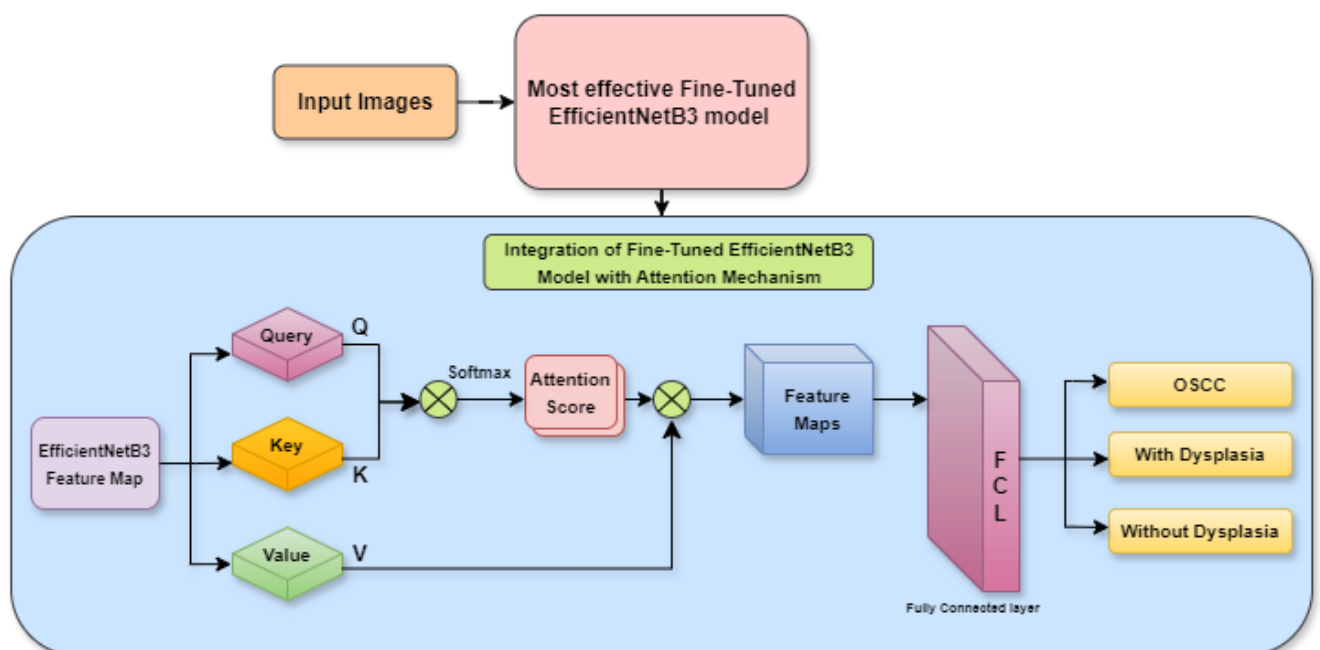 Input Images
Most effective Fine-Tuned
EfficientNetB3 model
Integration of Fine-Tuned EfficientNetB3
Model with Attention Mechanism
EfficientNetB3
Feature Map
Query
Q
Key
K
Value
V
Softmax
Attention
Score
Feature
Maps
F
C
L
Fully Connected layer
OSCC
With Dysplasia
Without Dysplasia